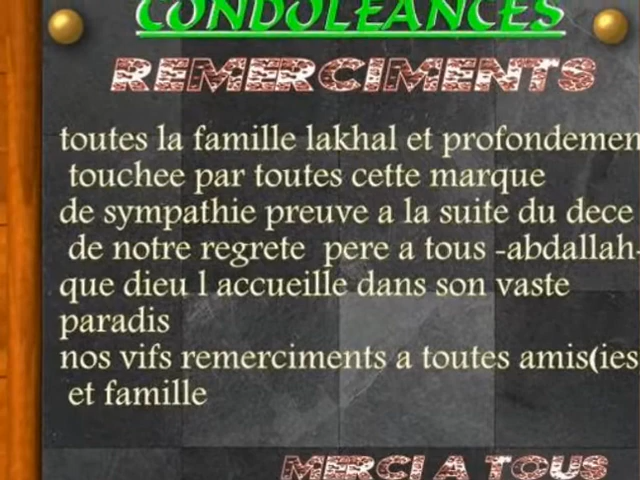 CONDOLEANCES
REMERCIMENTS
toutes la famille lakhal et profondemen
touchee par toutes cette marque
de sympathie preuve a la suite du dece
de notre regrete pere a tous -abdallah-
que dieu l accueille dans son vaste
paradis
nos vifs remerciments a toutes amis(ies
et famille
MERCI A TOUS